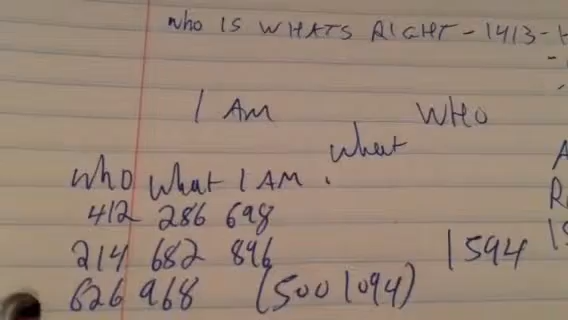 who IS WHATS RIGHT - 1413 -
I AM WHO
what
who what I AM .
412 286 698
214 682 896 1594
626 968 (500 1094)